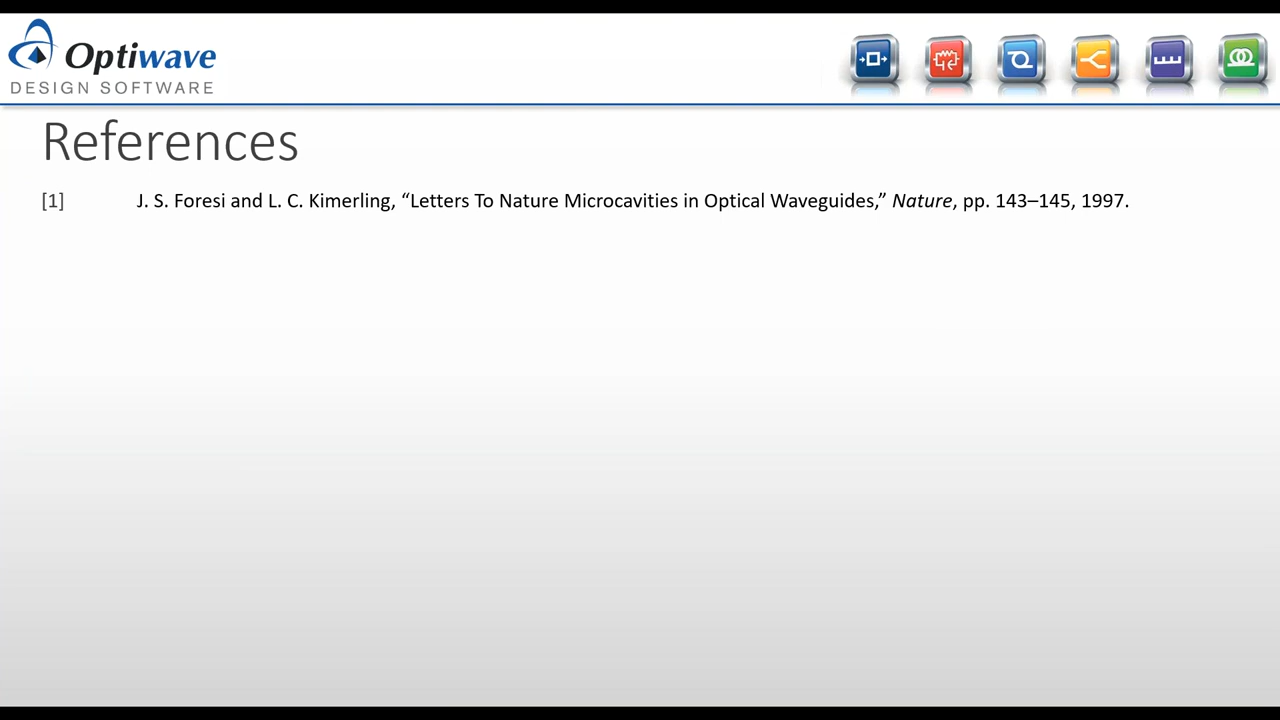 Optiwave
DESIGN SOFTWARE
References
[1] J. S. Foresi and L. C. Kimerling, “Letters To Nature Microcavities in Optical Waveguides,” Nature, pp. 143–145, 1997.